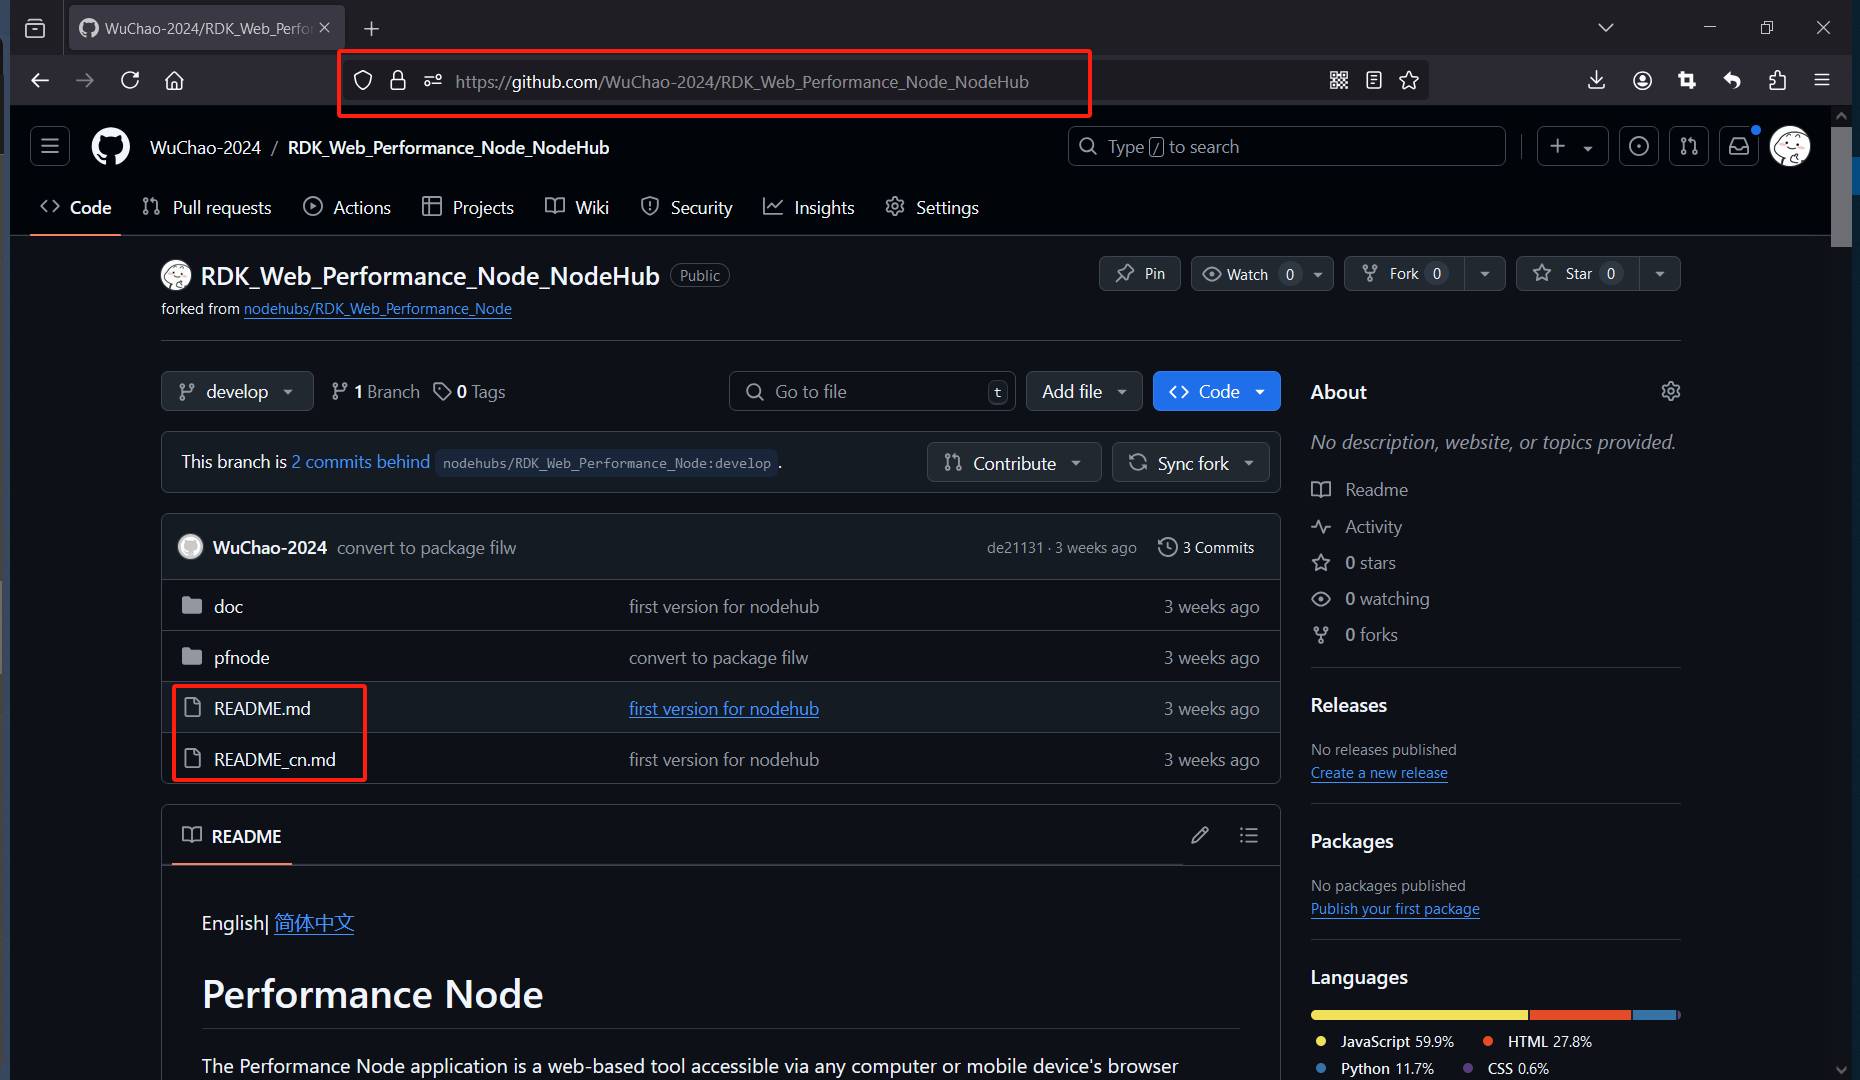 WuChao-2024/RDK_Web_Perfo
https://github.com/WuChao-2024/RDK_Web_Performance_Node_NodeHub
WuChao-2024 / RDK_Web_Performance_Node_NodeHub
Type / to search
Code Pull requests Actions Projects Wiki Security Insights Settings
RDK_Web_Performance_Node_NodeHub Public
Pin Watch 0 Fork 0 Star 0
forked from nodehubs/RDK_Web_Performance_Node
develop 1 Branch 0 Tags
Go to file t
Add file
Code
This branch is 2 commits behind nodehubs/RDK_Web_Performance_Node:develop .
Contribute Sync fork
WuChao-2024 convert to package filw de21131 · 3 weeks ago 3 Commits
doc first version for nodehub 3 weeks ago
pfnode convert to package filw 3 weeks ago
README.md first version for nodehub 3 weeks ago
README_cn.md first version for nodehub 3 weeks ago
README
English| 简体中文
Performance Node
The Performance Node application is a web-based tool accessible via any computer or mobile device's browser
About
No description, website, or topics provided.
Readme
Activity
0 stars
0 watching
0 forks
Releases
No releases published
Create a new release
Packages
No packages published
Publish your first package
Languages
JavaScript 59.9% HTML 27.8%
Python 11.7% CSS 0.6%